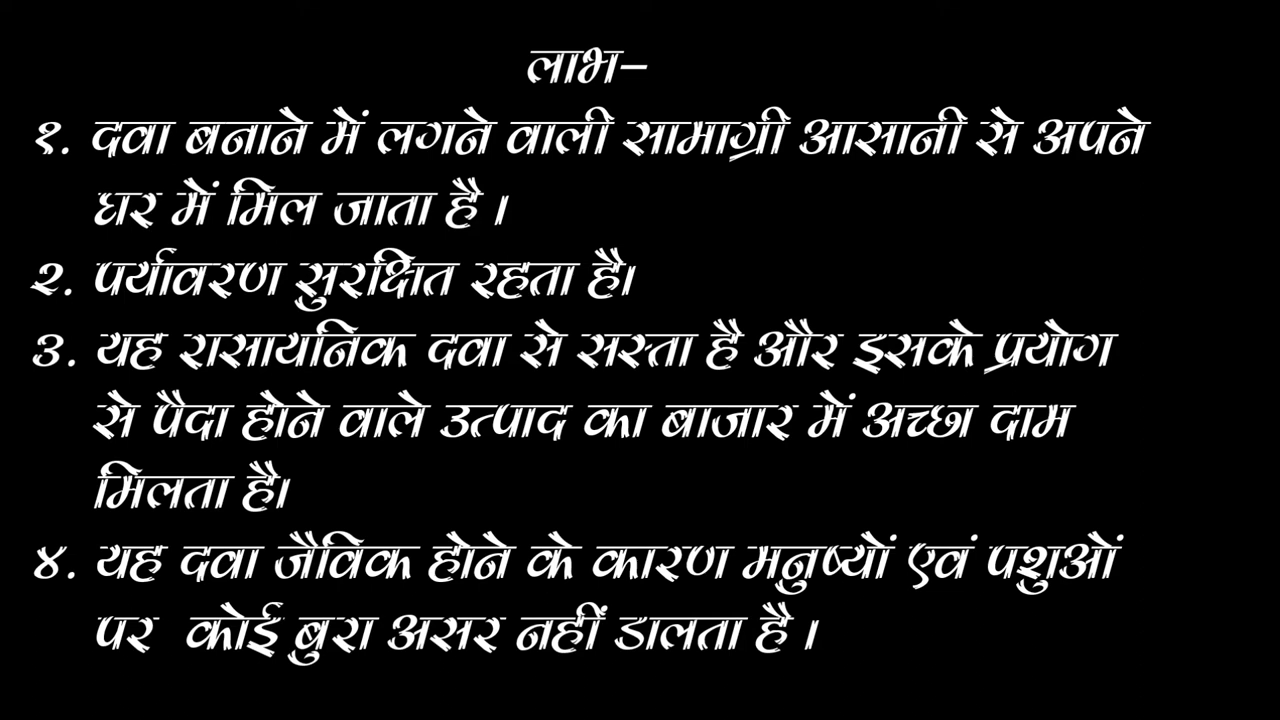 लाभ–
१. दवा बनाने में लगने वाली सामाग्री आसानी से अपने
घर में मिल जाता है ।
२. पर्यावरण सुरक्षित रहता है।
३. यह रासायनिक दवा से सस्ता है और इसके प्रयोग
से पैदा होने वाले उत्पाद का बाजार में अच्छा दाम
मिलता है।
४. यह दवा जैविक होने के कारण मनुष्यों एवं पशुओं
पर कोई बुरा असर नहीं डालता है ।